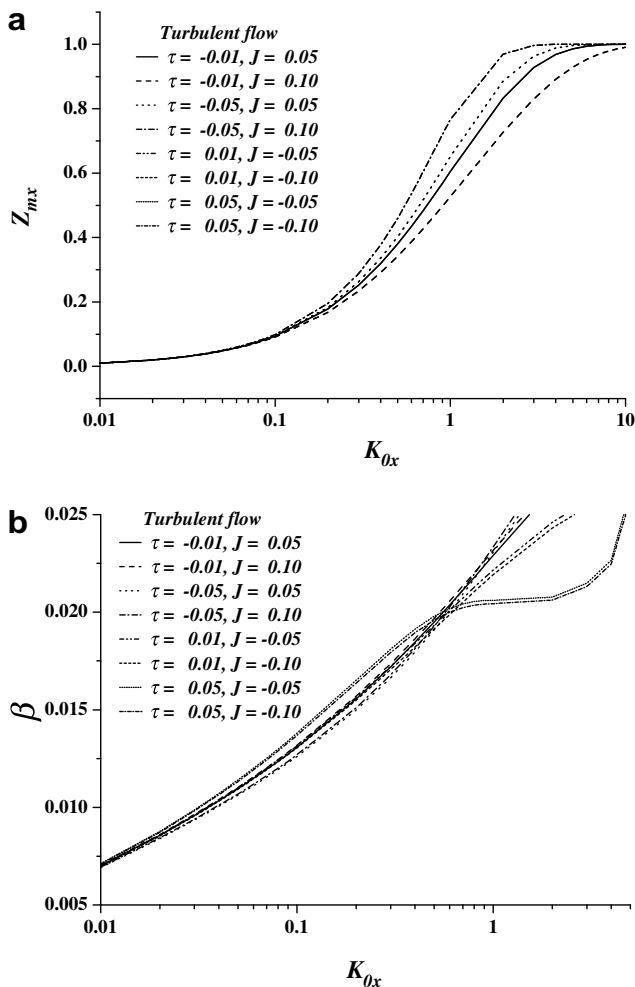 a
Turbulent flow
τ = -0.01, J = 0.05
τ = -0.01, J = 0.10
τ = -0.05, J = 0.05
τ = -0.05, J = 0.10
τ = 0.01, J = -0.05
τ = 0.01, J = -0.10
τ = 0.05, J = -0.05
τ = 0.05, J = -0.10
1.0
0.8
0.6
0.4
0.2
0.0
Z_mx
0.01 0.1 1 10
K_0x
b
Turbulent flow
τ = -0.01, J = 0.05
τ = -0.01, J = 0.10
τ = -0.05, J = 0.05
τ = -0.05, J = 0.10
τ = 0.01, J = -0.05
τ = 0.01, J = -0.10
τ = 0.05, J = -0.05
τ = 0.05, J = -0.10
0.025
0.020
0.015
0.010
0.005
β
0.01 0.1 1
K_0x